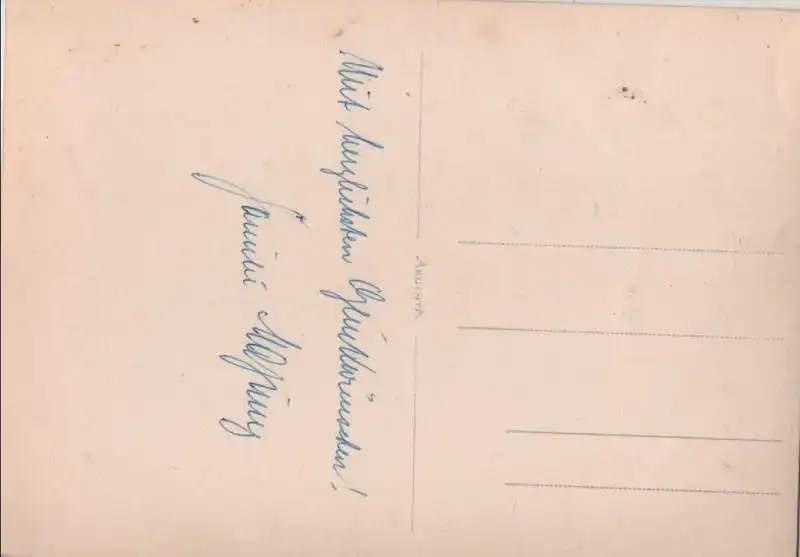 Mit herzlichsten Glückwünschen!
Familie
ARGENTA